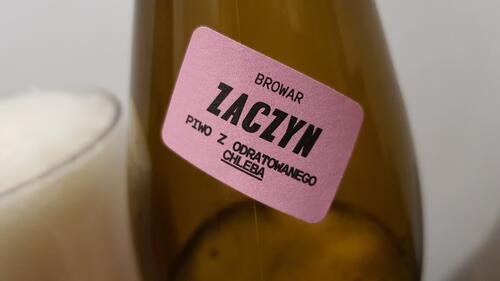 BROWAR
ZACZYN
PIWO Z ODRATOWANEGO
CHLEBA